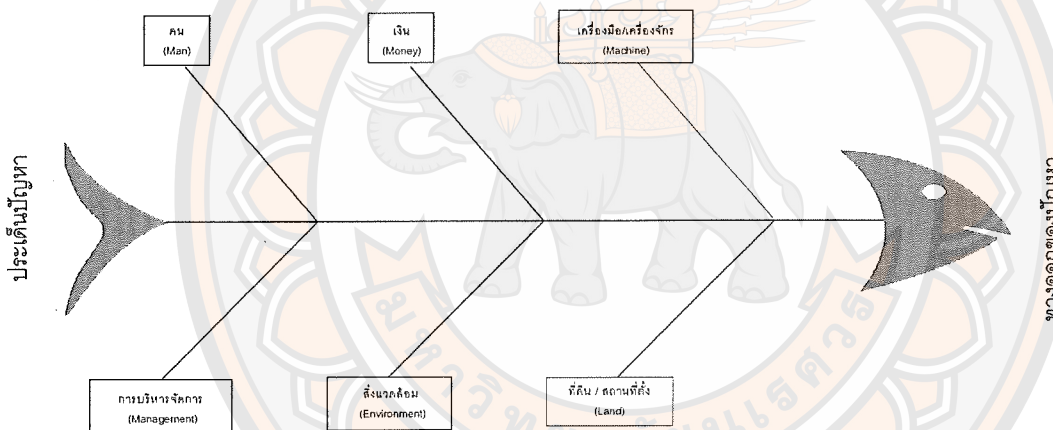 คน
(Man)
เงิน
(Money)
เครื่องมือ/เครื่องจักร
(Machine)
ประเด็นปัญหา
การบริหารจัดการ
(Management)
สิ่งแวดล้อม
(Environment)
ที่ดิน / สถานที่ตั้ง
(Land)